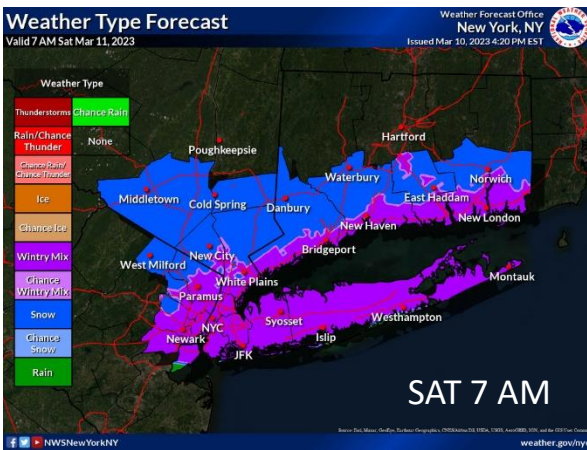 Weather Type Forecast
Valid 7 AM Sat Mar 11, 2023
Weather Forecast Office
New York, NY
Issued Mar 10, 2023 4:20 PM EST
Weather Type
Thunderstorms
Chance Rain
Rain/Chance
Thunder
None
Chance Rain/
Chance Thunder
Ice
Chance Ice
Wintry Mix
Chance
Wintry Mix
Snow
Chance
Snow
Rain
Hartford
Poughkeepsie
Waterbury
Norwich
Middletown
Cold Spring
Danbury
East Haddam
New London
New Haven
Bridgeport
New City
West Milford
White Plains
Montauk
Paramus
NYC
Syosset
Westhampton
Newark
Islip
JFK
SAT 7 AM
NWSNewYorkNY
weather.gov/nyc